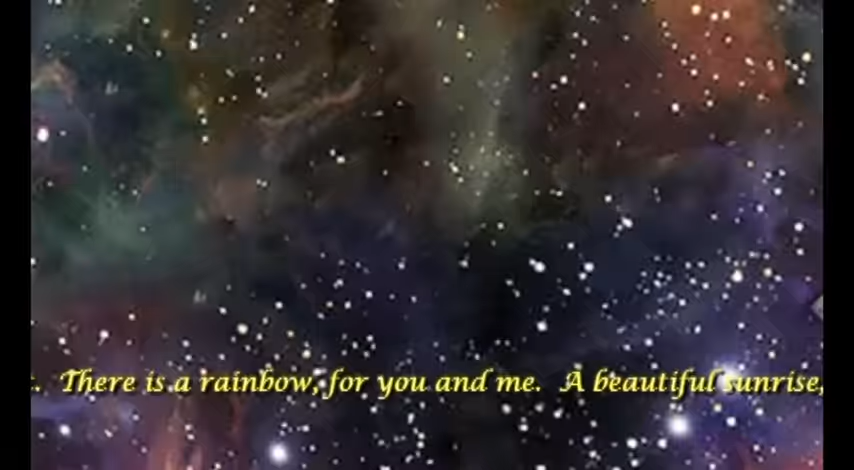 . There is a rainbow, for you and me. A beautiful sunrise,